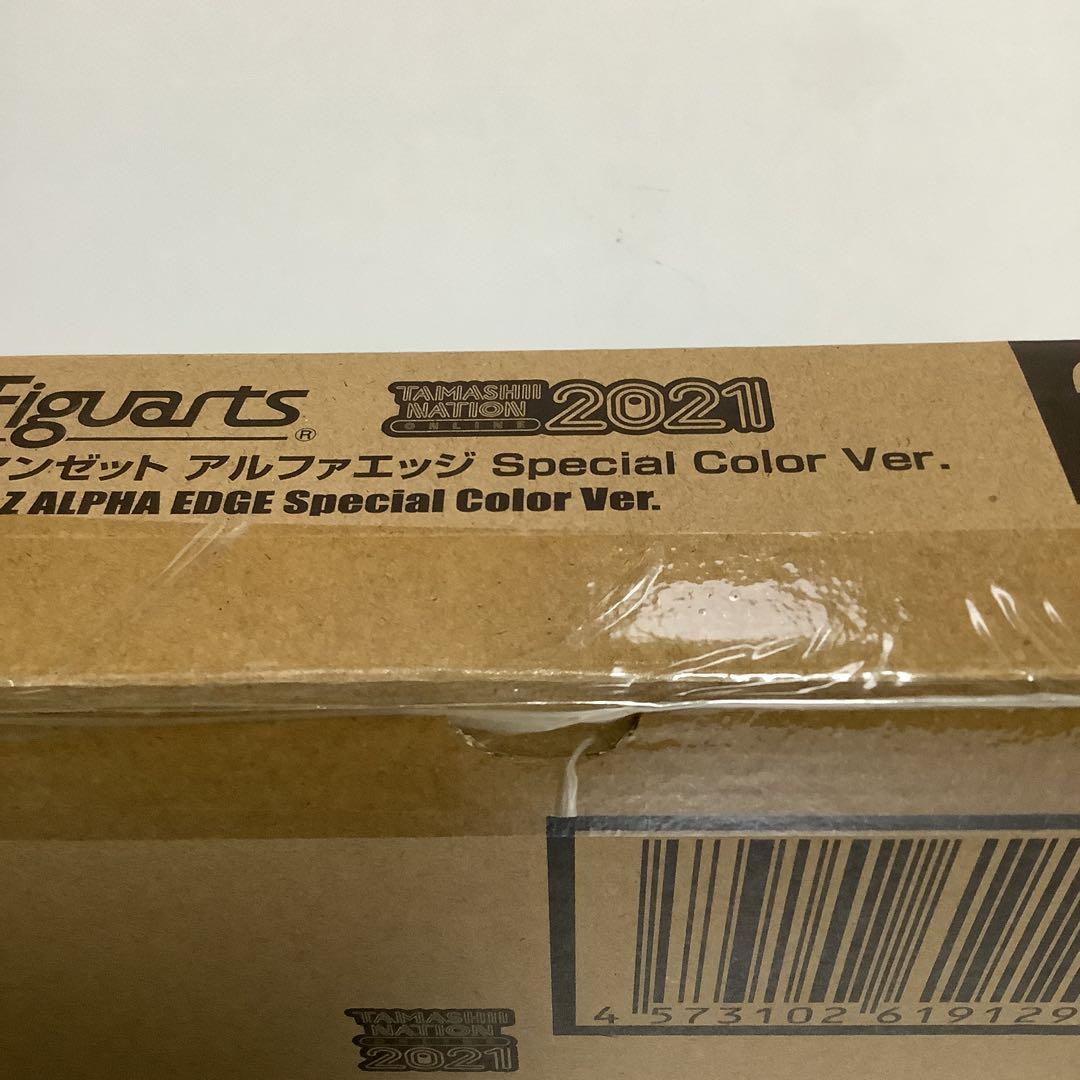 Figuarts®
TAMASHII
NATION
ONLINE
2021
アンゼット アルファエッジ Special Color Ver.
Z ALPHA EDGE Special Color Ver.
4 573102 619129
TAMASHII
NATION
2021